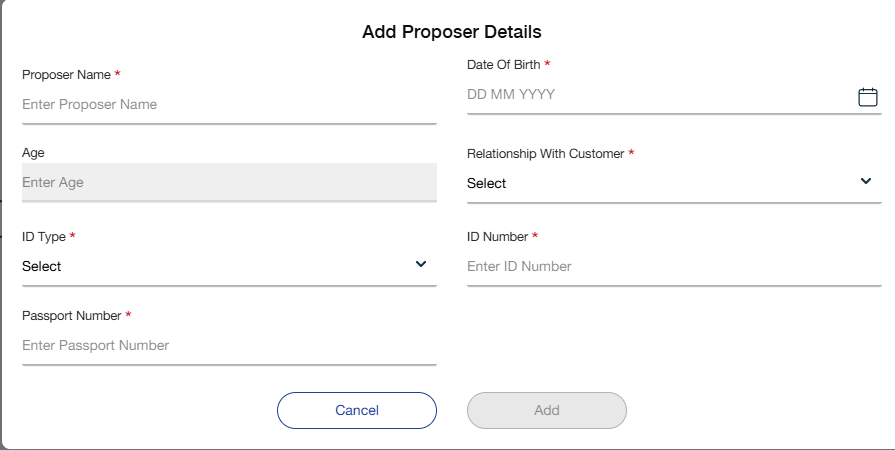 Add Proposer Details
Proposer Name *
Enter Proposer Name
Date Of Birth *
DD MM YYYY
Age
Enter Age
Relationship With Customer *
Select
ID Type *
Select
ID Number *
Enter ID Number
Passport Number *
Enter Passport Number
Cancel
Add